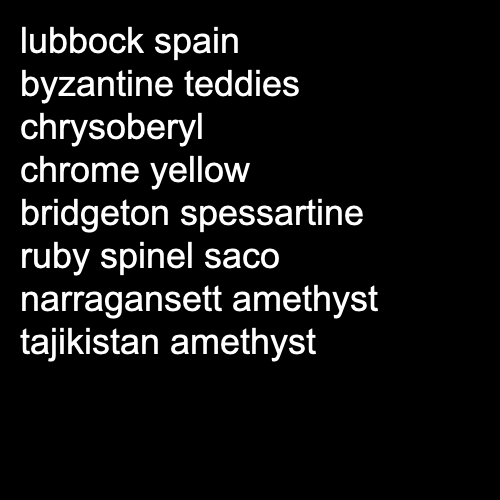 lubbock spain
byzantine teddies
chrysoberyl
chrome yellow
bridgeton spessartine
ruby spinel saco
narragansett amethyst
tajikistan amethyst